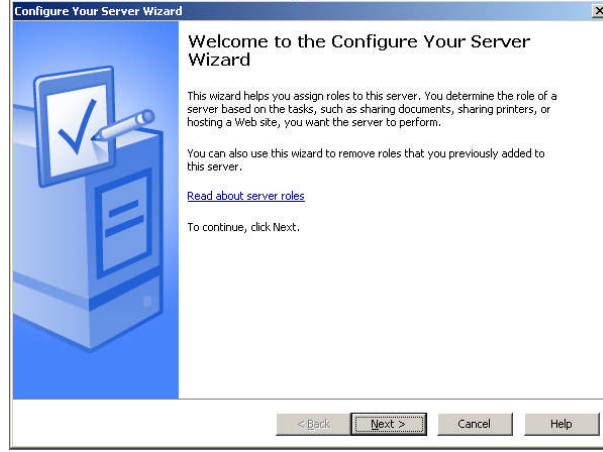 Configure Your Server Wizard
Welcome to the Configure Your Server
Wizard
This wizard helps you assign roles to this server. You determine the role of a
server based on the tasks, such as sharing documents, sharing printers, or
hosting a Web site, you want the server to perform.
You can also use this wizard to remove roles that you previously added to
this server.
Read about server roles
To continue, click Next.
< Back
Next >
Cancel
Help